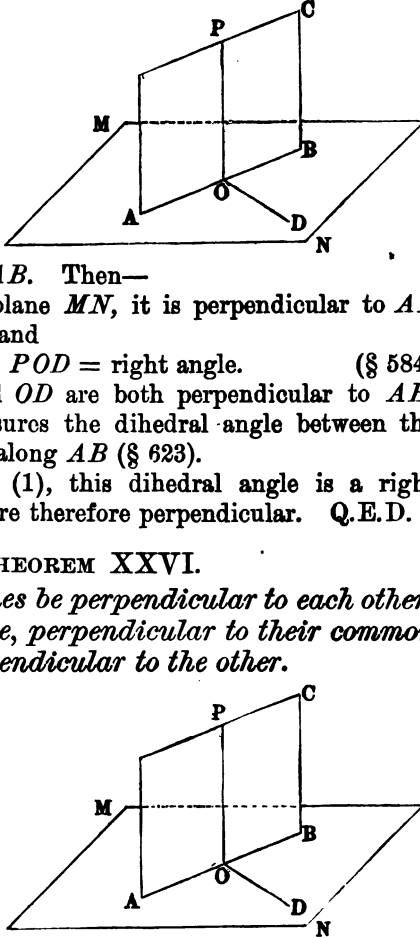 P
C
M
B
A
O
D
N
B. Then—
plane MN, it is perpendicular to A
and
POD = right angle. (§ 584
OD are both perpendicular to AB
sures the dihedral angle between th
along AB (§ 623).
(1), this dihedral angle is a righ
re therefore perpendicular. Q.E.D.
HEOREM XXVI.
es be perpendicular to each other
e, perpendicular to their commo
pendicular to the other.
P
C
M
B
A
O
D
N